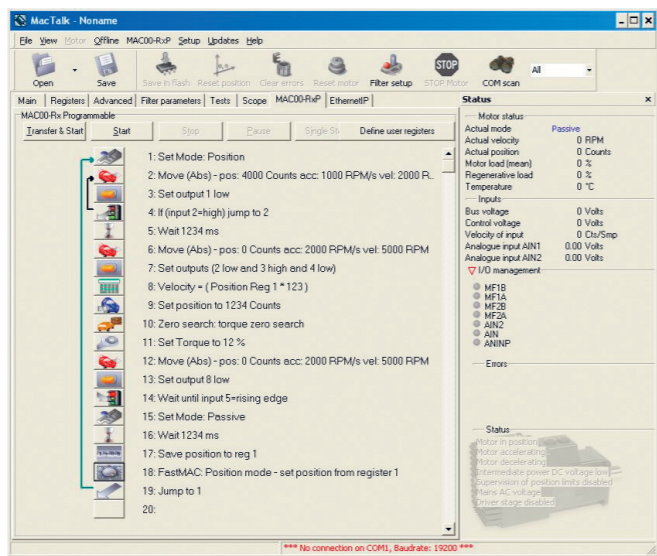 MacTalk - Noname
File View Motor Offline MAC00-RxP Setup Updates Help
Open Save Save in flash Reset position Clear errors Reset motor Filter setup STOP Motor COM scan All
STOP
Main Registers Advanced Filter parameters Tests Scope MAC00-RxP EthernetIP
MAC00-Rx Programmable
Transfer & Start Start Stop Pause Single St Define user registers
1: Set Mode: Position
2: Move (Abs) - pos: 4000 Counts acc: 1000 RPM/s vel: 2000 R..
3: Set output 1 low
4: If (input 2=high) jump to 2
5: Wait 1234 ms
6: Move (Abs) - pos: 0 Counts acc: 2000 RPM/s vel: 5000 RPM
7: Set outputs (2 low and 3 high and 4 low)
8: Velocity = ( Position Reg 1 * 123 )
9: Set position to 1234 Counts
10: Zero search: torque zero search
11: Set Torque to 12 %
12: Move (Abs) - pos: 0 Counts acc: 2000 RPM/s vel: 5000 RPM
13: Set output 8 low
14: Wait until input 5=rising edge
15: Set Mode: Passive
16: Wait 1234 ms
17: Save position to reg 1
18: FastMAC: Position mode - set position from register 1
19: Jump to 1
20:
Status x
Motor status
Actual mode Passive
Actual velocity 0 RPM
Actual position 0 Counts
Motor load (mean) 0 %
Regenerative load 0 %
Temperature 0 °C
Inputs
Bus voltage 0 Volts
Control voltage 0 Volts
Velocity of input 0 Cts/Smp
Analogue input AIN1 0.00 Volts
Analogue input AIN2 0.00 Volts
I/O management
MF1B
MF1A
MF2B
MF2A
AIN2
AIN
ANINP
Errors
Status
Motor in position
Motor accelerating
Motor decelerating
Intermediate power DC voltage low
Supervision of position limits disabled
Mains AC voltage
Driver stage disabled
*** No connection on COM1, Baudrate: 19200 ***